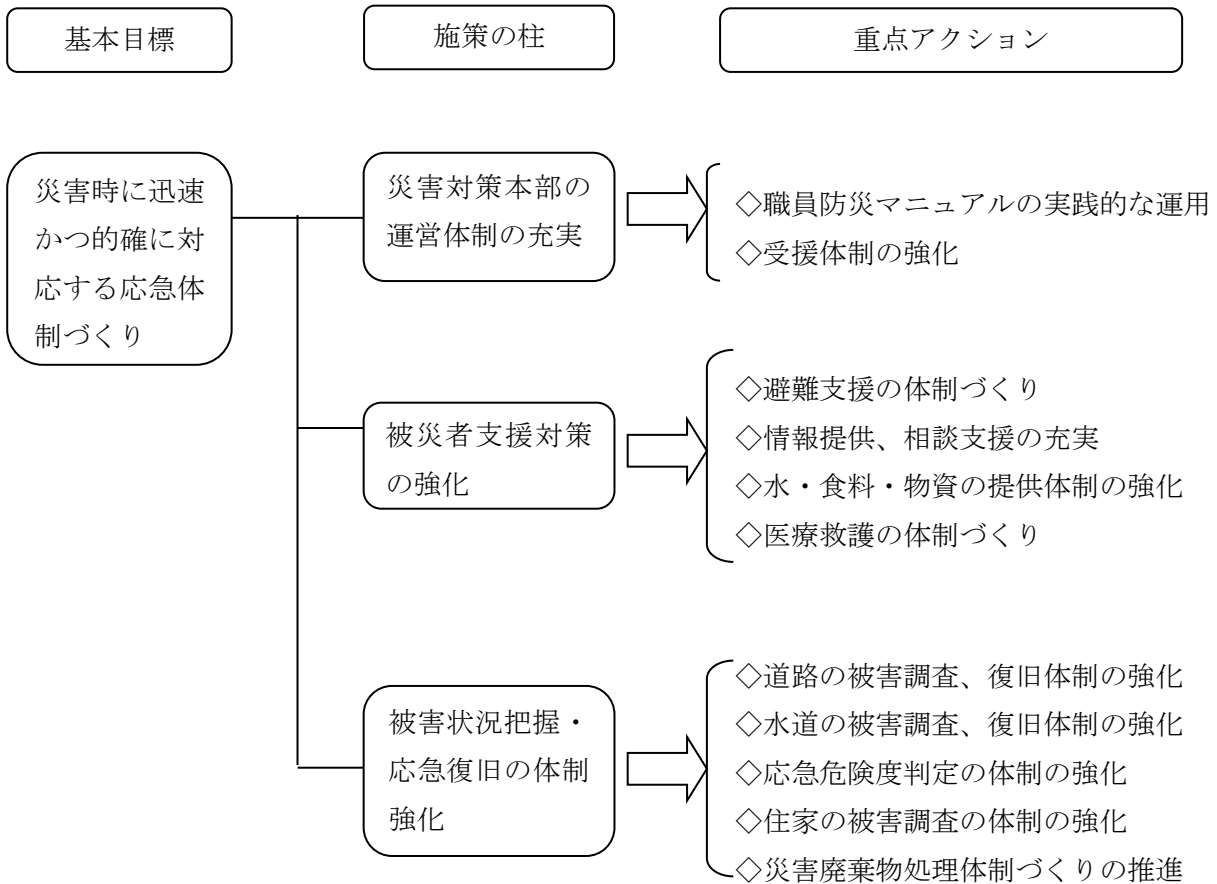 基本目標
施策の柱
重点アクション
災害時に迅速
かつ的確に対
応する応急体
制づくり
災害対策本部の
運営体制の充実
◇職員防災マニュアルの実践的な運用
◇受援体制の強化
被災者支援対策
の強化
◇避難支援の体制づくり
◇情報提供、相談支援の充実
◇水・食料・物資の提供体制の強化
◇医療救護の体制づくり
被害状況把握・
応急復旧の体制
強化
◇道路の被害調査、復旧体制の強化
◇水道の被害調査、復旧体制の強化
◇応急危険度判定の体制の強化
◇住家の被害調査の体制の強化
◇災害廃棄物処理体制づくりの推進